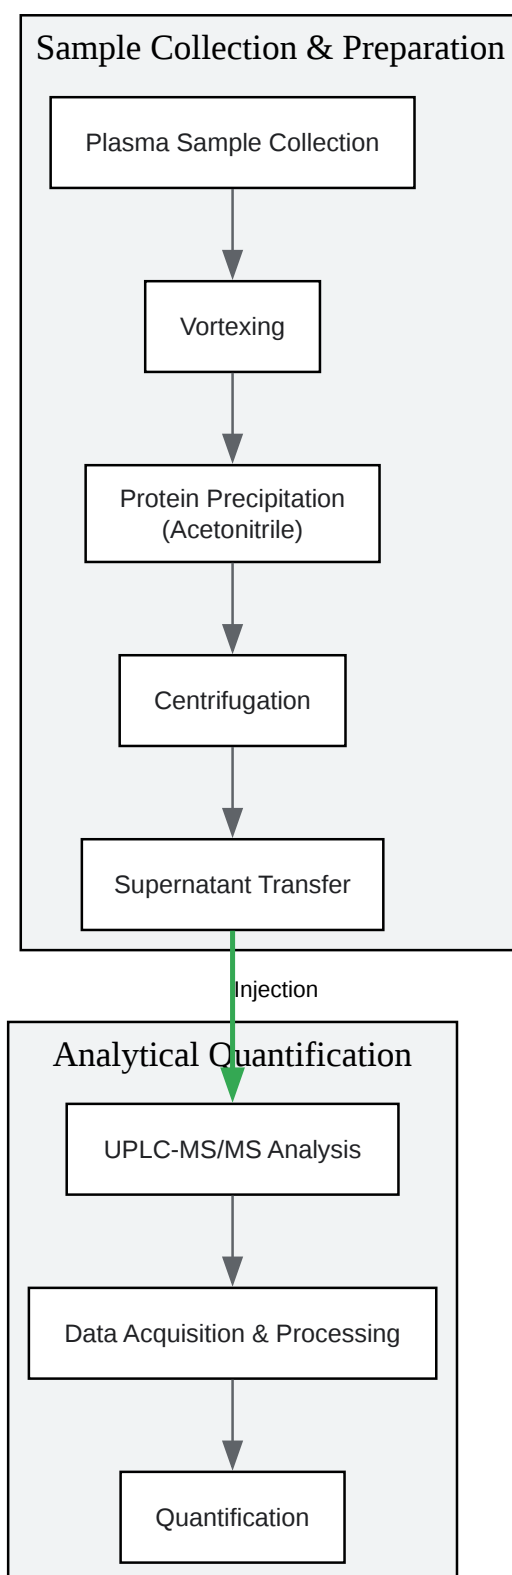 Sample Collection & Preparation
Plasma Sample Collection
Vortexing
Protein Precipitation
(Acetonitrile)
Centrifugation
Supernatant Transfer
Injection
Analytical Quantification
UPLC-MS/MS Analysis
Data Acquisition & Processing
Quantification